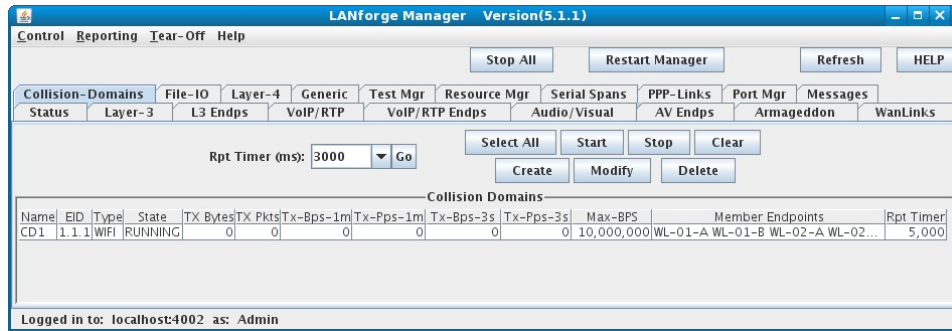 LANforge Manager Version(5.1.1)
Control Reporting Tear-Off Help
Stop All Restart Manager Refresh HELP
Collision-Domains File-IO Layer-4 Generic Test Mgr Resource Mgr Serial Spans PPP-Links Port Mgr Messages
Status Layer-3 L3 Endps VoIP/RTP VoIP/RTP Endps Audio/Visual AV Endps Armageddon WanLinks
Rpt Timer (ms): 3000 Go Select All Start Stop Clear
Create Modify Delete
Collision Domains
Name EID Type State TX Bytes TX Pkts Tx-Bps-1m Tx-Pps-1m Tx-Bps-3s Tx-Pps-3s Max-BPS Member Endpoints Rpt Timer
CD1 1.1.1 WIFI RUNNING 0 0 0 0 0 0 10,000,000 WL-01-A WL-01-B WL-02-A WL-02... 5,000
Logged in to: localhost:4002 as: Admin